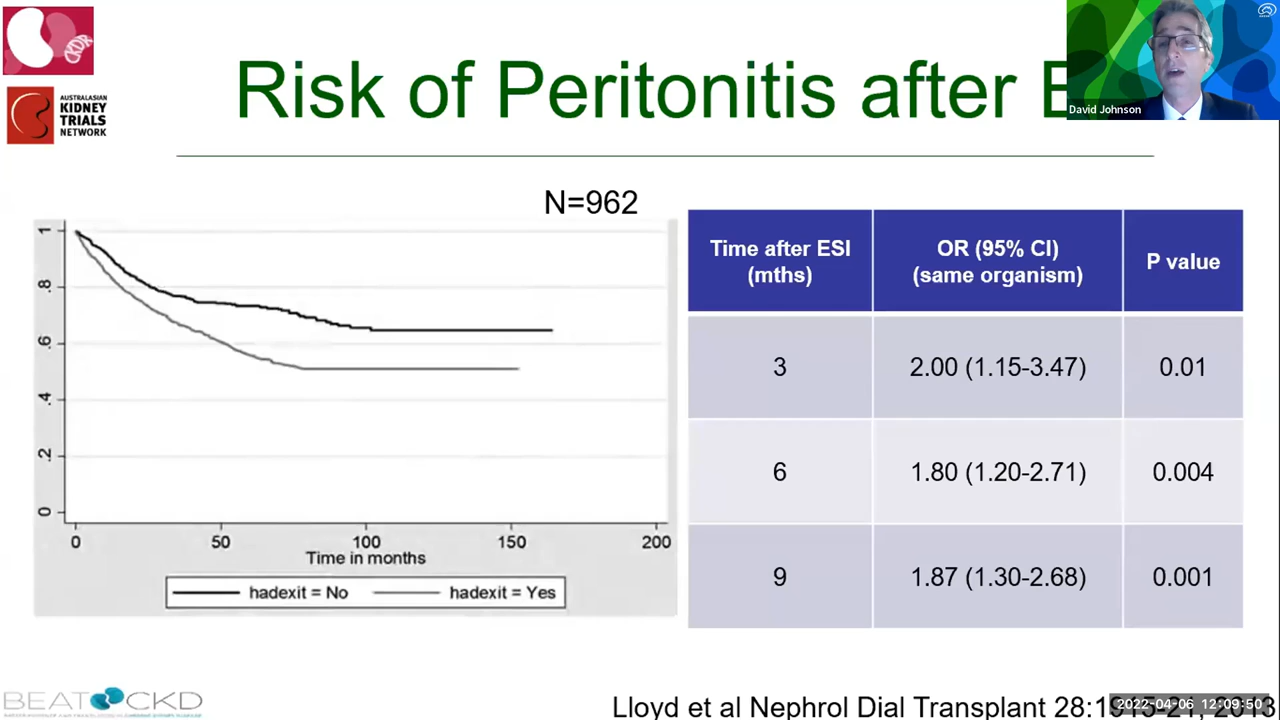 CKDR
AUSTRALASIAN
KIDNEY
TRIALS
NETWORK
Risk of Peritonitis after
David Johnson
N=962
1
.8
.6
.4
.2
0
0 50 100 150 200
Time in months
hadexit = No hadexit = Yes
Time after ESI (mths) OR (95% CI) (same organism) P value
3 2.00 (1.15-3.47) 0.01
6 1.80 (1.20-2.71) 0.004
9 1.87 (1.30-2.68) 0.001
BEAT CKD
Lloyd et al Nephrol Dial Transplant
2022-04-06 12:09:50